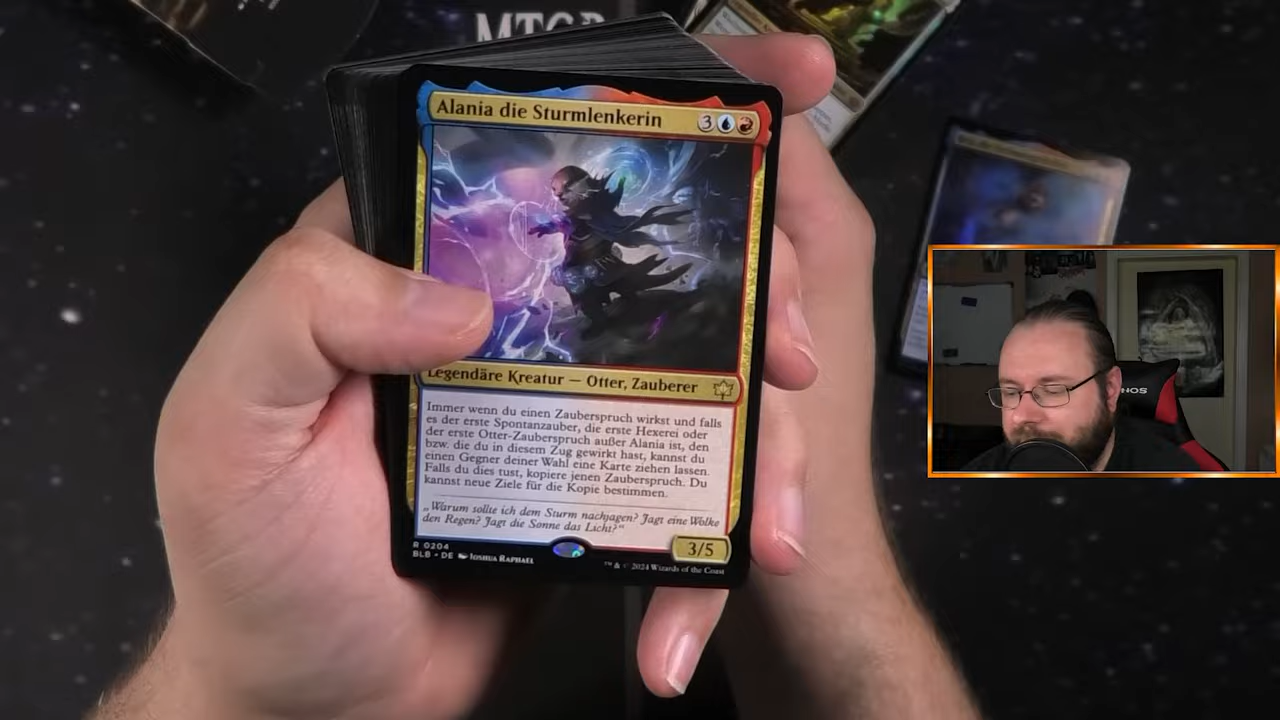 MTGP
Alania die Sturmlenkerin
3
Legendäre Kreatur — Otter, Zauberer
Immer wenn du einen Zauberspruch wirkst und falls
es der erste Spontanzauber, die erste Hexerei oder
der erste Otter-Zauberspruch außer Alania ist, den
bzw. die du in diesem Zug gewirkt hast, kannst du
einen Gegner deiner Wahl eine Karte ziehen lassen.
Falls du dies tust, kopiere jenen Zauberspruch. Du
kannst neue Ziele für die Kopie bestimmen.
„Warum sollte ich dem Sturm nachjagen? Jagt eine Wolke
den Regen? Jagt die Sonne das Licht?“
3/5
R 0204
BLB • DE Joshua Raphael
™ & © 2024 Wizards of the Coast
HOS